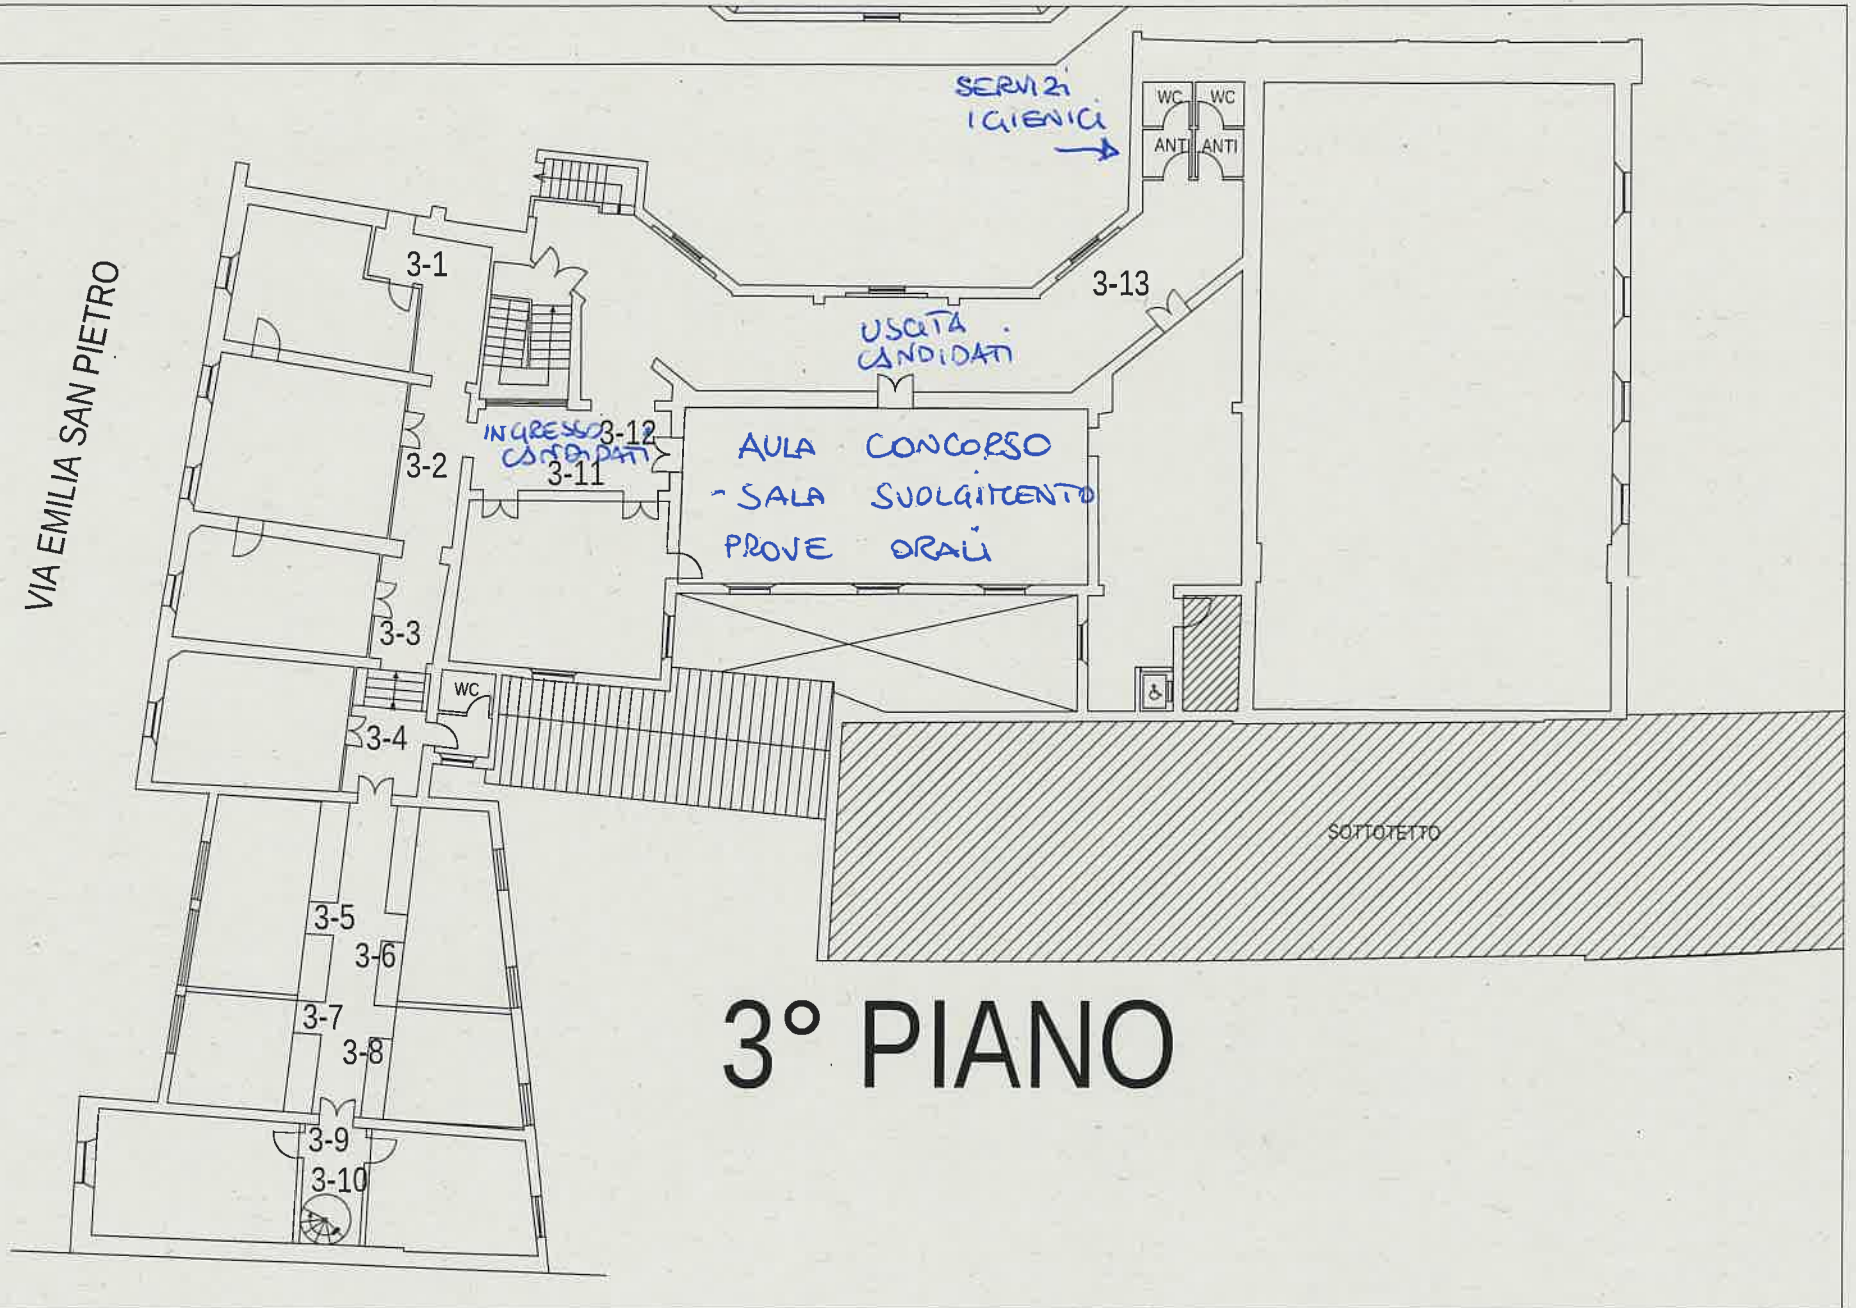 SERVIZI
IGIENICI
WC WC
ANTI ANTI
3-1
VIA EMILIA SAN PIETRO
3-13
USCITA
CANDIDATI
INGRESSO
CANDIDATI
3-12
3-11
3-2
AULA CONCORSO
- SALA SVOLGIMENTO
PROVE ORALI
3-3
WC
3-4
SOTTOTETTO
3-5
3-6
3-7
3-8
3° PIANO
3-9
3-10